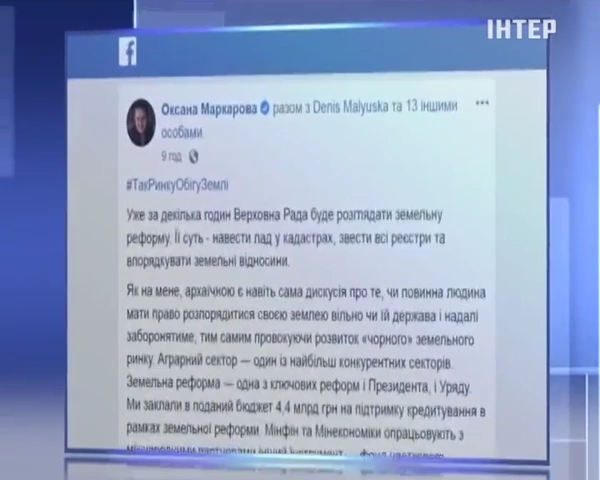 ІНТЕР
f
Оксана Маркарова разом з Denis Malyuska та 13 іншими
особами
9 год
#ТакРинкуОбігуЗемлі
Уже за декілька годин Верховна Рада буде розглядати земельну
реформу. Її суть - навести лад у кадастрах, звести всі реєстри та
впорядкувати земельні відносини.
Як на мене, архаїчною є навіть сама дискусія про те, чи повинна людина
мати право розпорядитися своєю землею вільно чи їй держава і надалі
заборонятиме, тим самим провокуючи розвиток «чорного» земельного
ринку. Аграрний сектор — один із найбільш конкурентних секторів.
Земельна реформа — одна з ключових реформ і Президента, і Уряду.
Ми заклали в поданий бюджет 4,4 млрд грн на підтримку кредитування в
рамках земельної реформи. Мінфін та Мінекономіки опрацьовують з